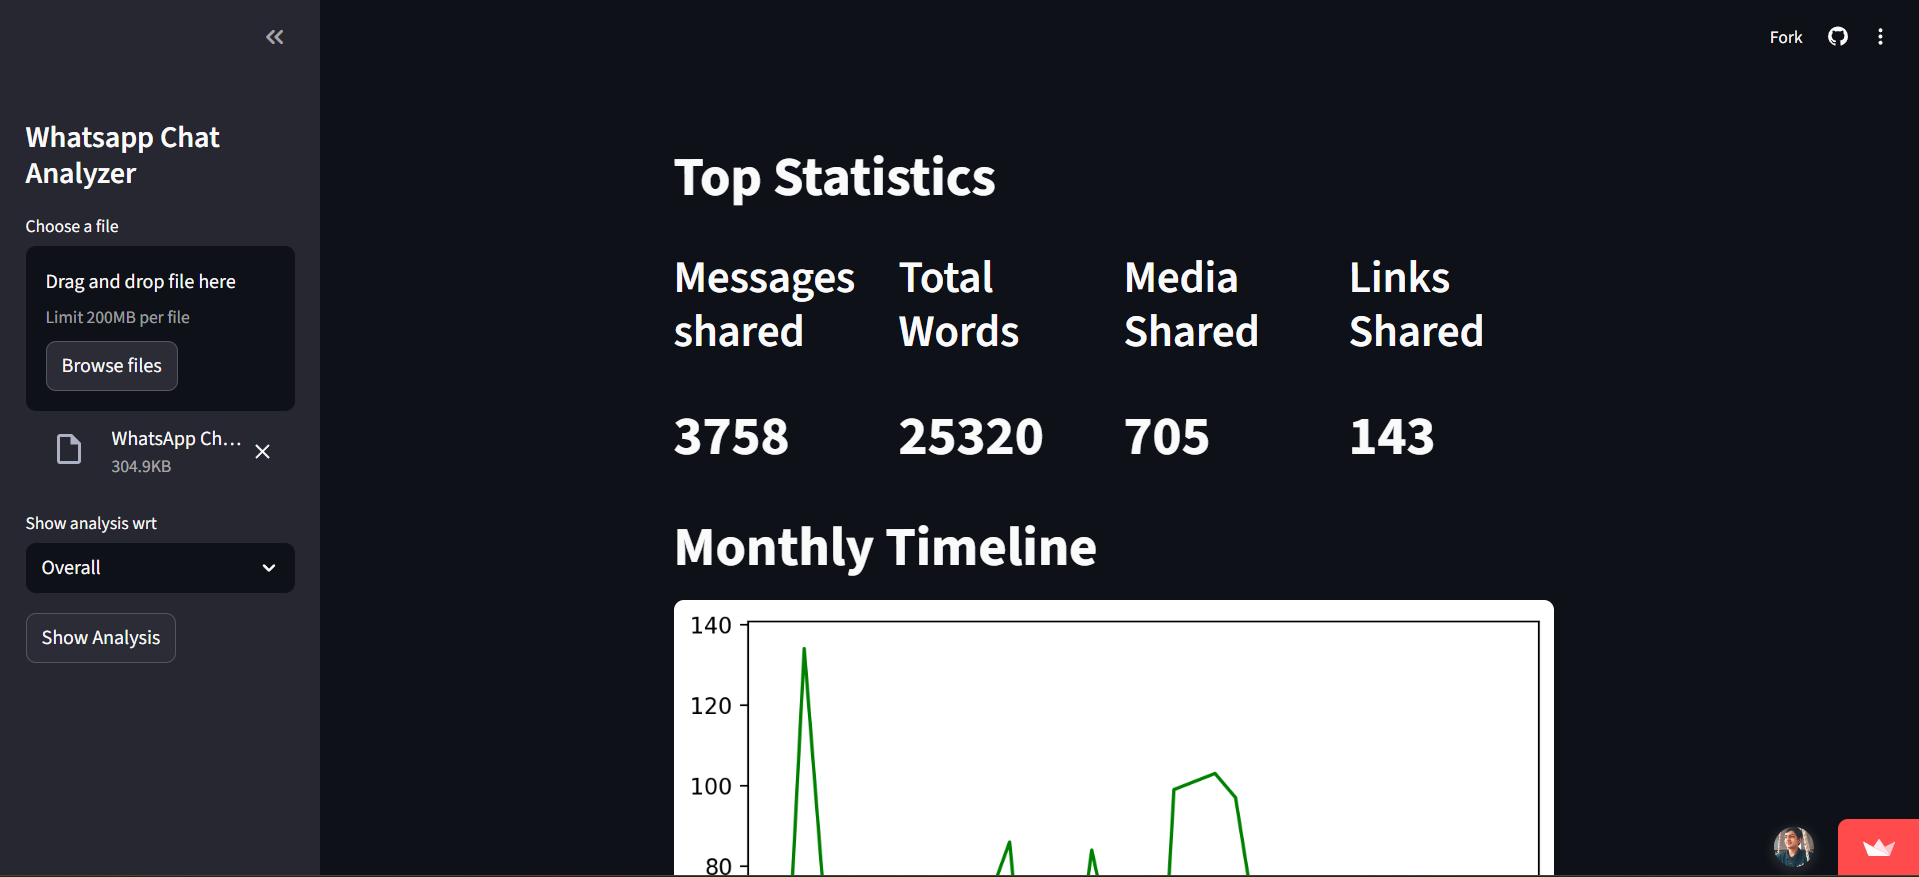 Fork
Whatsapp Chat
Analyzer
Choose a file
Drag and drop file here
Limit 200MB per file
Browse files
WhatsApp Ch...
304.9KB
Show analysis wrt
Overall
Show Analysis
Top Statistics
Messages shared
Total Words
Media Shared
Links Shared
3758
25320
705
143
Monthly Timeline
140
120
100
80